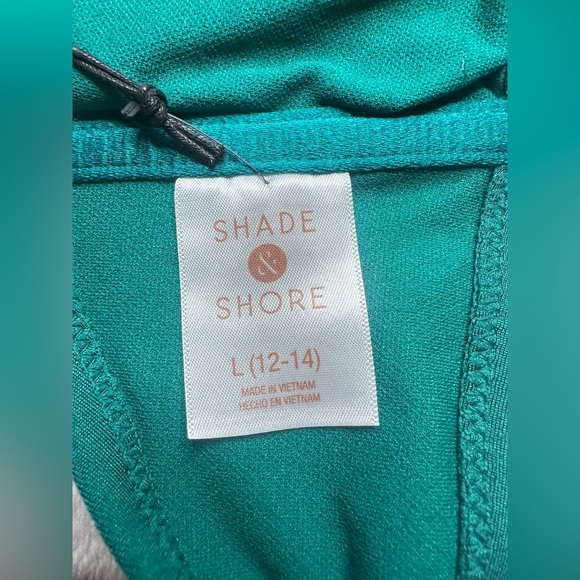 SHADE
&
SHORE
L (12-14)
MADE IN VIETNAM
HECHO EN VIETNAM